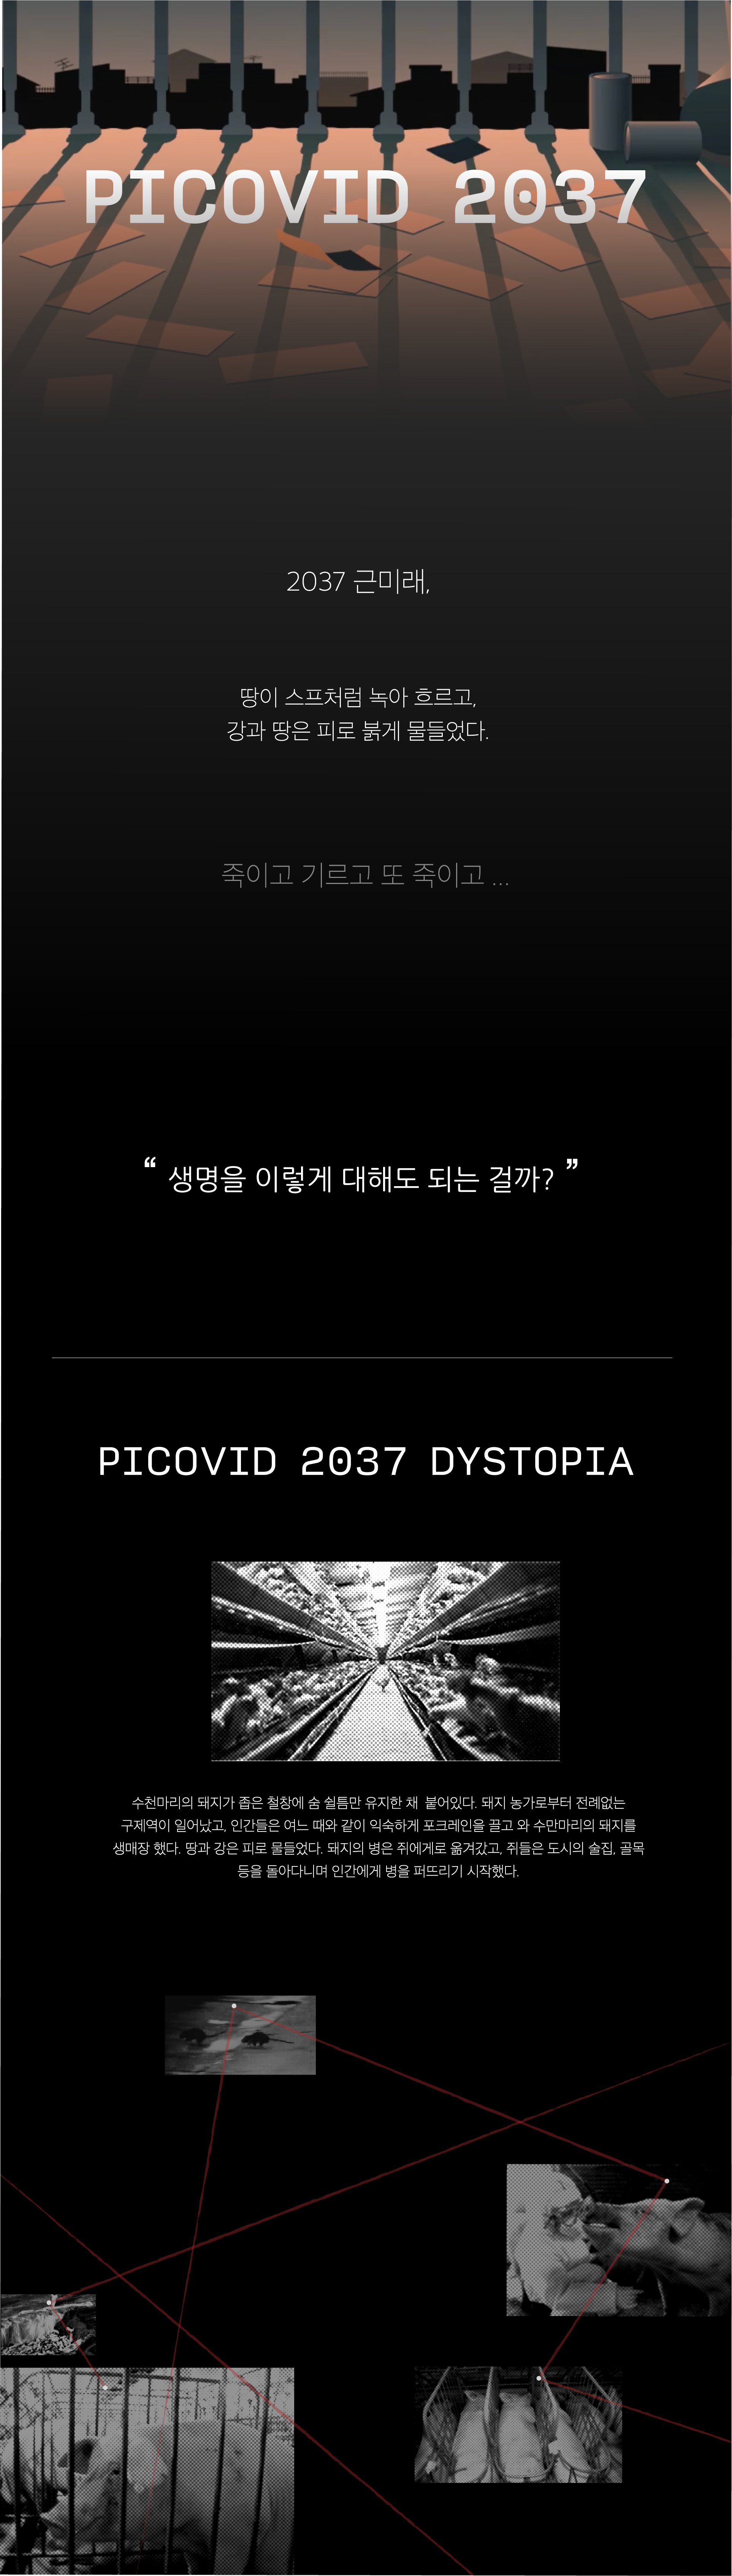 PICOVID 2037
2037 근미래,
땅이 스프처럼 녹아 흐르고,
강과 땅은 피로 붉게 물들었다.
죽이고 기르고 또 죽이고 ...
“ 생명을 이렇게 대해도 되는 걸까? ”
PICOVID 2037 DYSTOPIA
수천마리의 돼지가 좁은 철창에 숨 쉴틈만 유지한 채 붙어있다. 돼지 농가로부터 전례없는
구제역이 일어났고, 인간들은 여느 때와 같이 익숙하게 포크레인을 끌고 와 수만마리의 돼지를
생매장 했다. 땅과 강은 피로 물들었다. 돼지의 병은 쥐에게로 옮겨갔고, 쥐들은 도시의 술집, 골목
등을 돌아다니며 인간에게 병을 퍼뜨리기 시작했다.